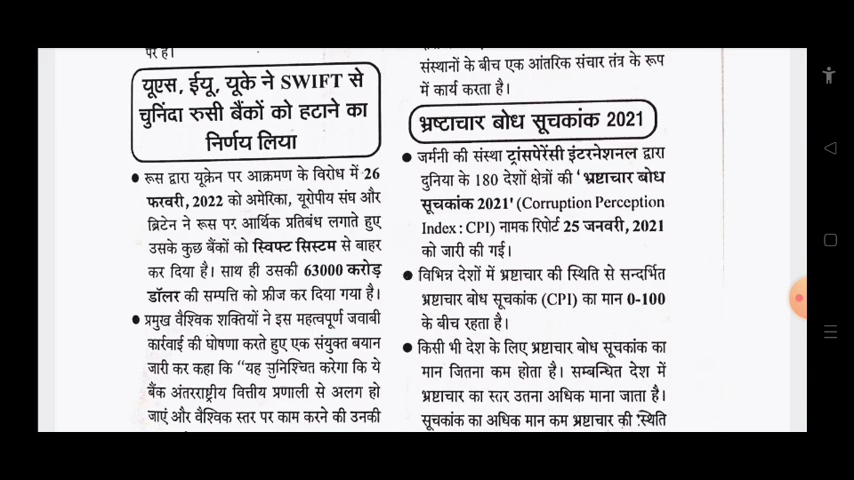 पर है।
यूएस, ईयू, यूके ने SWIFT से
चुनिंदा रुसी बैंकों को हटाने का
निर्णय लिया
● रूस द्वारा यूक्रेन पर आक्रमण के विरोध में 26
फरवरी, 2022 को अमेरिका, यूरोपीय संघ और
ब्रिटेन ने रूस पर आर्थिक प्रतिबंध लगाते हुए
उसके कुछ बैंकों को स्विफ्ट सिस्टम से बाहर
कर दिया है। साथ ही उसकी 63000 करोड़
डॉलर की सम्पत्ति को फ्रीज कर दिया गया है।
● प्रमुख वैश्विक शक्तियों ने इस महत्वपूर्ण जवाबी
कार्रवाई की घोषणा करते हुए एक संयुक्त बयान
जारी कर कहा कि “यह सुनिश्चित करेगा कि ये
बैंक अंतरराष्ट्रीय वित्तीय प्रणाली से अलग हो
जाएं और वैश्विक स्तर पर काम करने की उनकी
संस्थानों के बीच एक आंतरिक संचार तंत्र के रूप
में कार्य करता है।
भ्रष्टाचार बोध सूचकांक 2021
● जर्मनी की संस्था ट्रांसपेरेंसी इंटरनेशनल द्वारा
दुनिया के 180 देशों क्षेत्रों की ‘भ्रष्टाचार बोध
सूचकांक 2021’ (Corruption Perception
Index : CPI) नामक रिपोर्ट 25 जनवरी, 2021
को जारी की गई।
● विभिन्न देशों में भ्रष्टाचार की स्थिति से सन्दर्भित
भ्रष्टाचार बोध सूचकांक (CPI) का मान 0-100
के बीच रहता है।
● किसी भी देश के लिए भ्रष्टाचार बोध सूचकांक का
मान जितना कम होता है। सम्बन्धित देश में
भ्रष्टाचार का स्तर उतना अधिक माना जाता है।
सूचकांक का अधिक मान कम भ्रष्टाचार की स्थिति